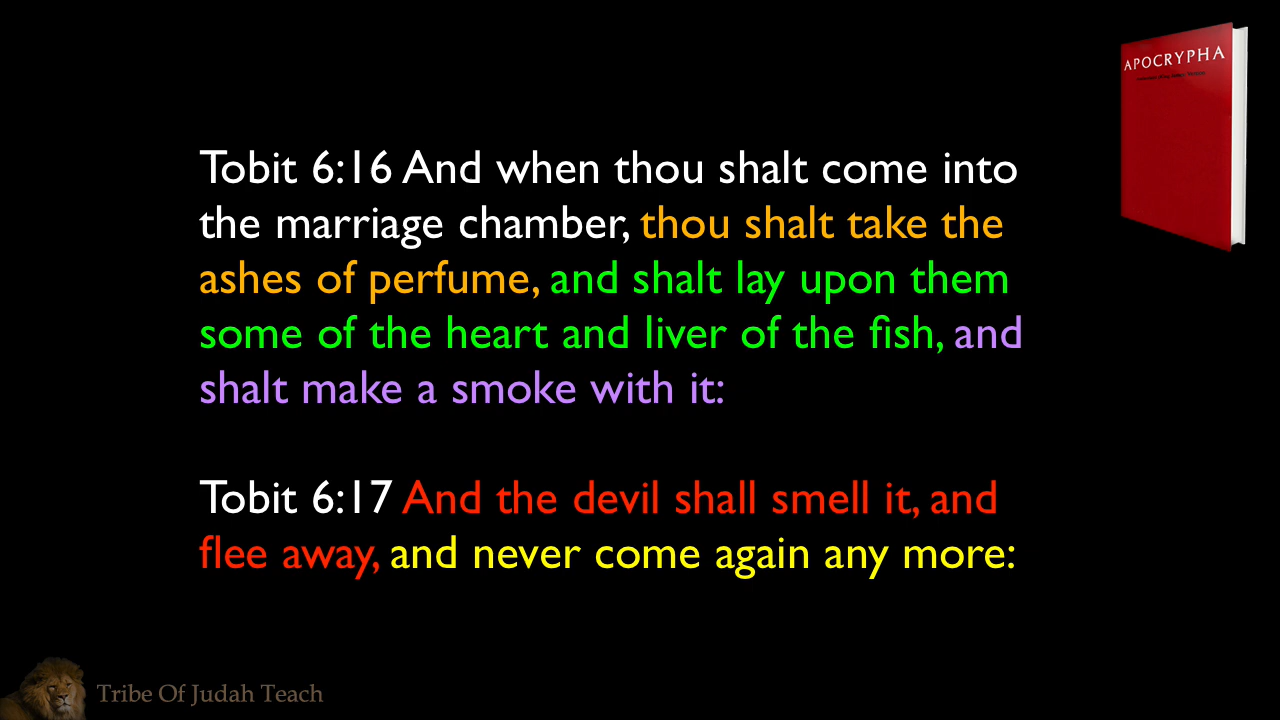 APOCRYPHA
Tobit 6:16 And when thou shalt come into
the marriage chamber, thou shalt take the
ashes of perfume, and shalt lay upon them
some of the heart and liver of the fish, and
shalt make a smoke with it:
Tobit 6:17 And the devil shall smell it, and
flee away, and never come again any more:
Tribe Of Judah Teach